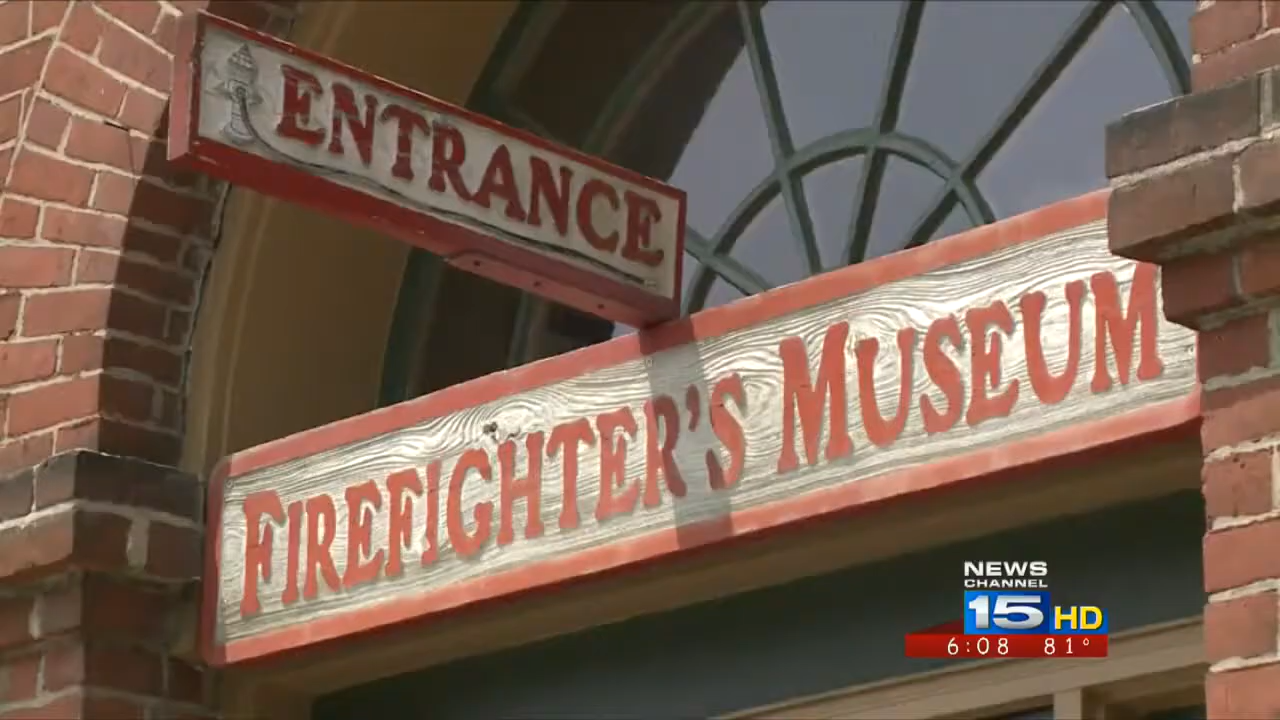 ENTRANCE
FIREFIGHTER'S MUSEUM
NEWS
CHANNEL
15 HD
6:08 81°